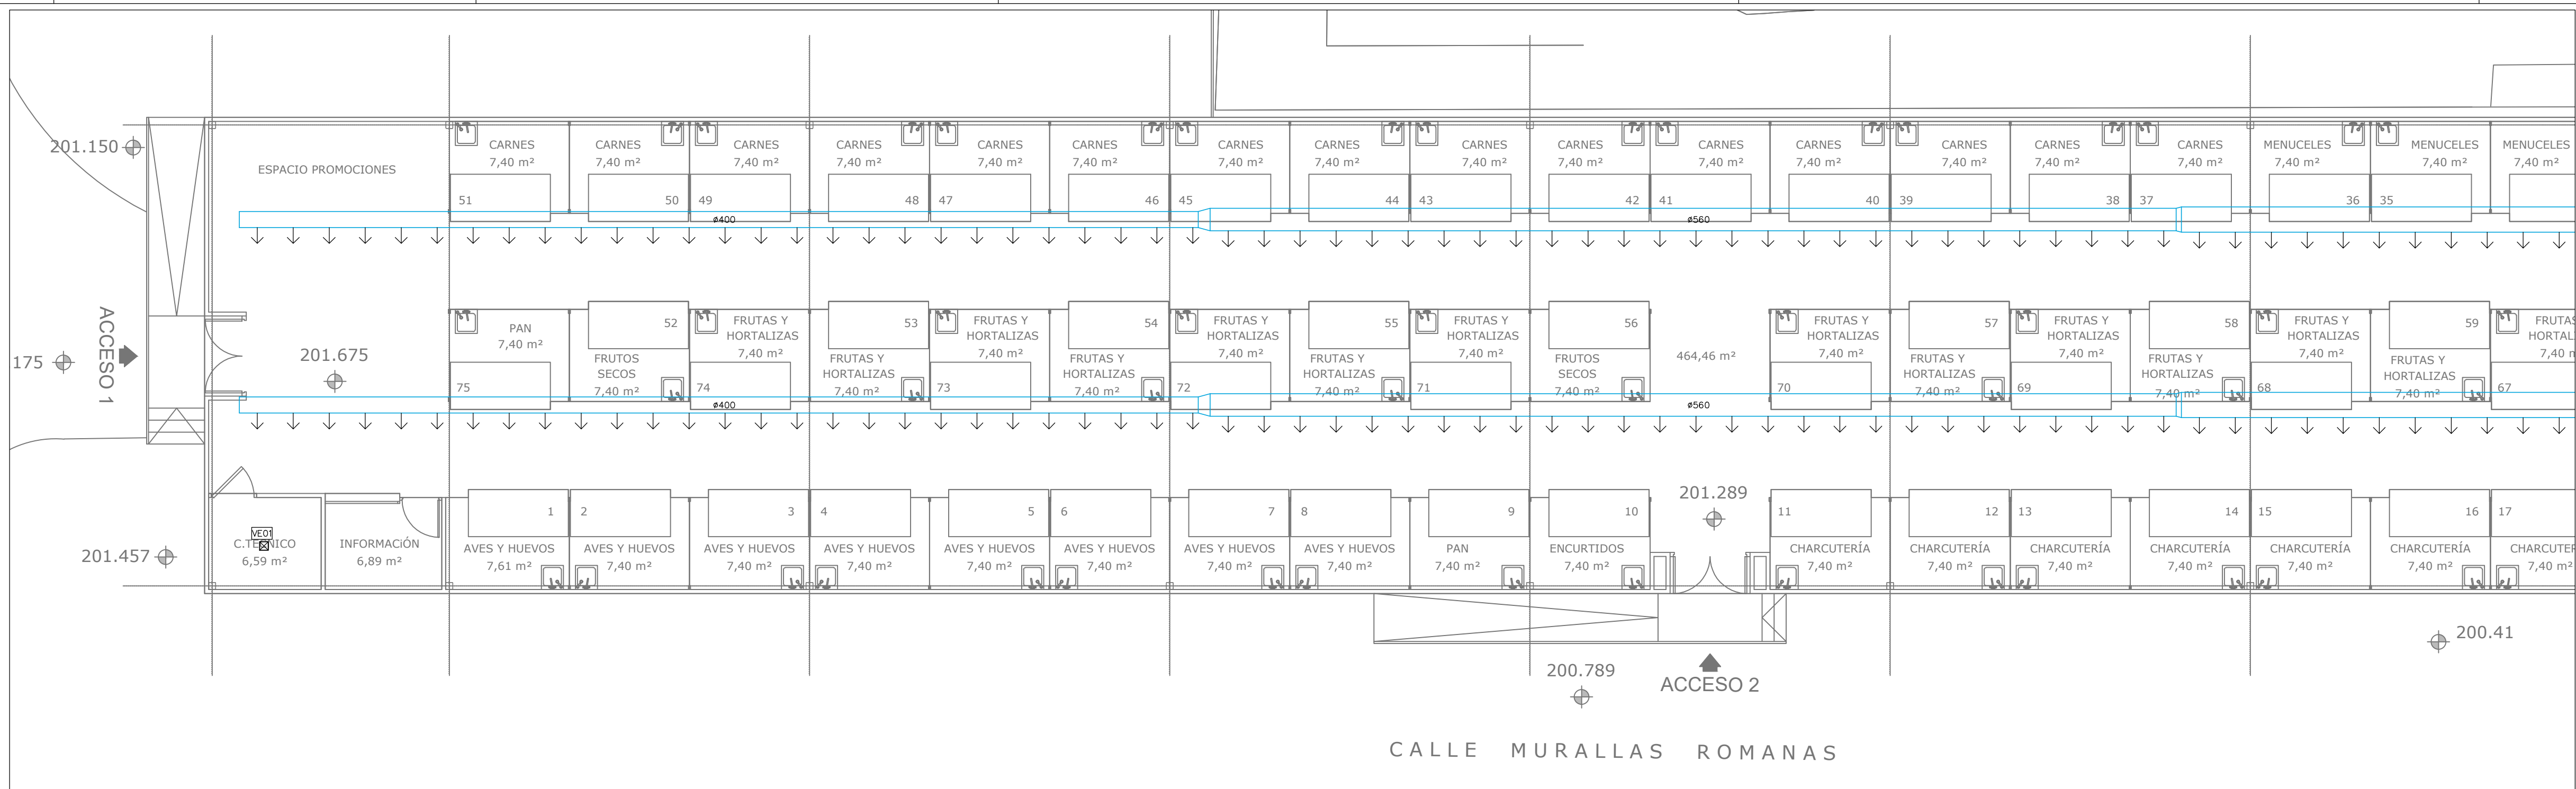 201.150
ESPACIO PROMOCIONES
CARNES
7,40 m²
51
CARNES
7,40 m²
50
CARNES
7,40 m²
49
CARNES
7,40 m²
48
CARNES
7,40 m²
47
CARNES
7,40 m²
46
CARNES
7,40 m²
45
CARNES
7,40 m²
44
CARNES
7,40 m²
43
CARNES
7,40 m²
42
CARNES
7,40 m²
41
CARNES
7,40 m²
40
CARNES
7,40 m²
39
CARNES
7,40 m²
38
CARNES
7,40 m²
37
MENUCELES
7,40 m²
36
MENUCELES
7,40 m²
35
MENUCELES
7,40 m²
ø400
ø560
175
ACCESO 1
201.675
PAN
7,40 m²
75
52
FRUTOS
SECOS
7,40 m²
FRUTAS Y
HORTALIZAS
7,40 m²
74
53
FRUTAS Y
HORTALIZAS
7,40 m²
FRUTAS Y
HORTALIZAS
7,40 m²
73
54
FRUTAS Y
HORTALIZAS
7,40 m²
FRUTAS Y
HORTALIZAS
7,40 m²
72
55
FRUTAS Y
HORTALIZAS
7,40 m²
FRUTAS Y
HORTALIZAS
7,40 m²
71
56
FRUTOS
SECOS
7,40 m²
464,46 m²
FRUTAS Y
HORTALIZAS
7,40 m²
70
57
FRUTAS Y
HORTALIZAS
7,40 m²
FRUTAS Y
HORTALIZAS
7,40 m²
69
58
FRUTAS Y
HORTALIZAS
7,40 m²
FRUTAS Y
HORTALIZAS
7,40 m²
68
59
FRUTAS Y
HORTALIZAS
7,40 m²
FRUTAS
HORTAL
7,40 m
67
ø400
ø560
201.457
VE01
C.TECNICO
6,59 m²
INFORMACIÓN
6,89 m²
1
AVES Y HUEVOS
7,61 m²
2
AVES Y HUEVOS
7,40 m²
3
AVES Y HUEVOS
7,40 m²
4
AVES Y HUEVOS
7,40 m²
5
AVES Y HUEVOS
7,40 m²
6
AVES Y HUEVOS
7,40 m²
7
AVES Y HUEVOS
7,40 m²
8
AVES Y HUEVOS
7,40 m²
9
PAN
7,40 m²
10
ENCURTIDOS
7,40 m²
201.289
11
CHARCUTERÍA
7,40 m²
12
CHARCUTERÍA
7,40 m²
13
CHARCUTERÍA
7,40 m²
14
CHARCUTERÍA
7,40 m²
15
CHARCUTERÍA
7,40 m²
16
CHARCUTERÍA
7,40 m²
17
CHARCUTER
7,40 m²
200.41
200.789
ACCESO 2
CALLE MURALLAS ROMANAS